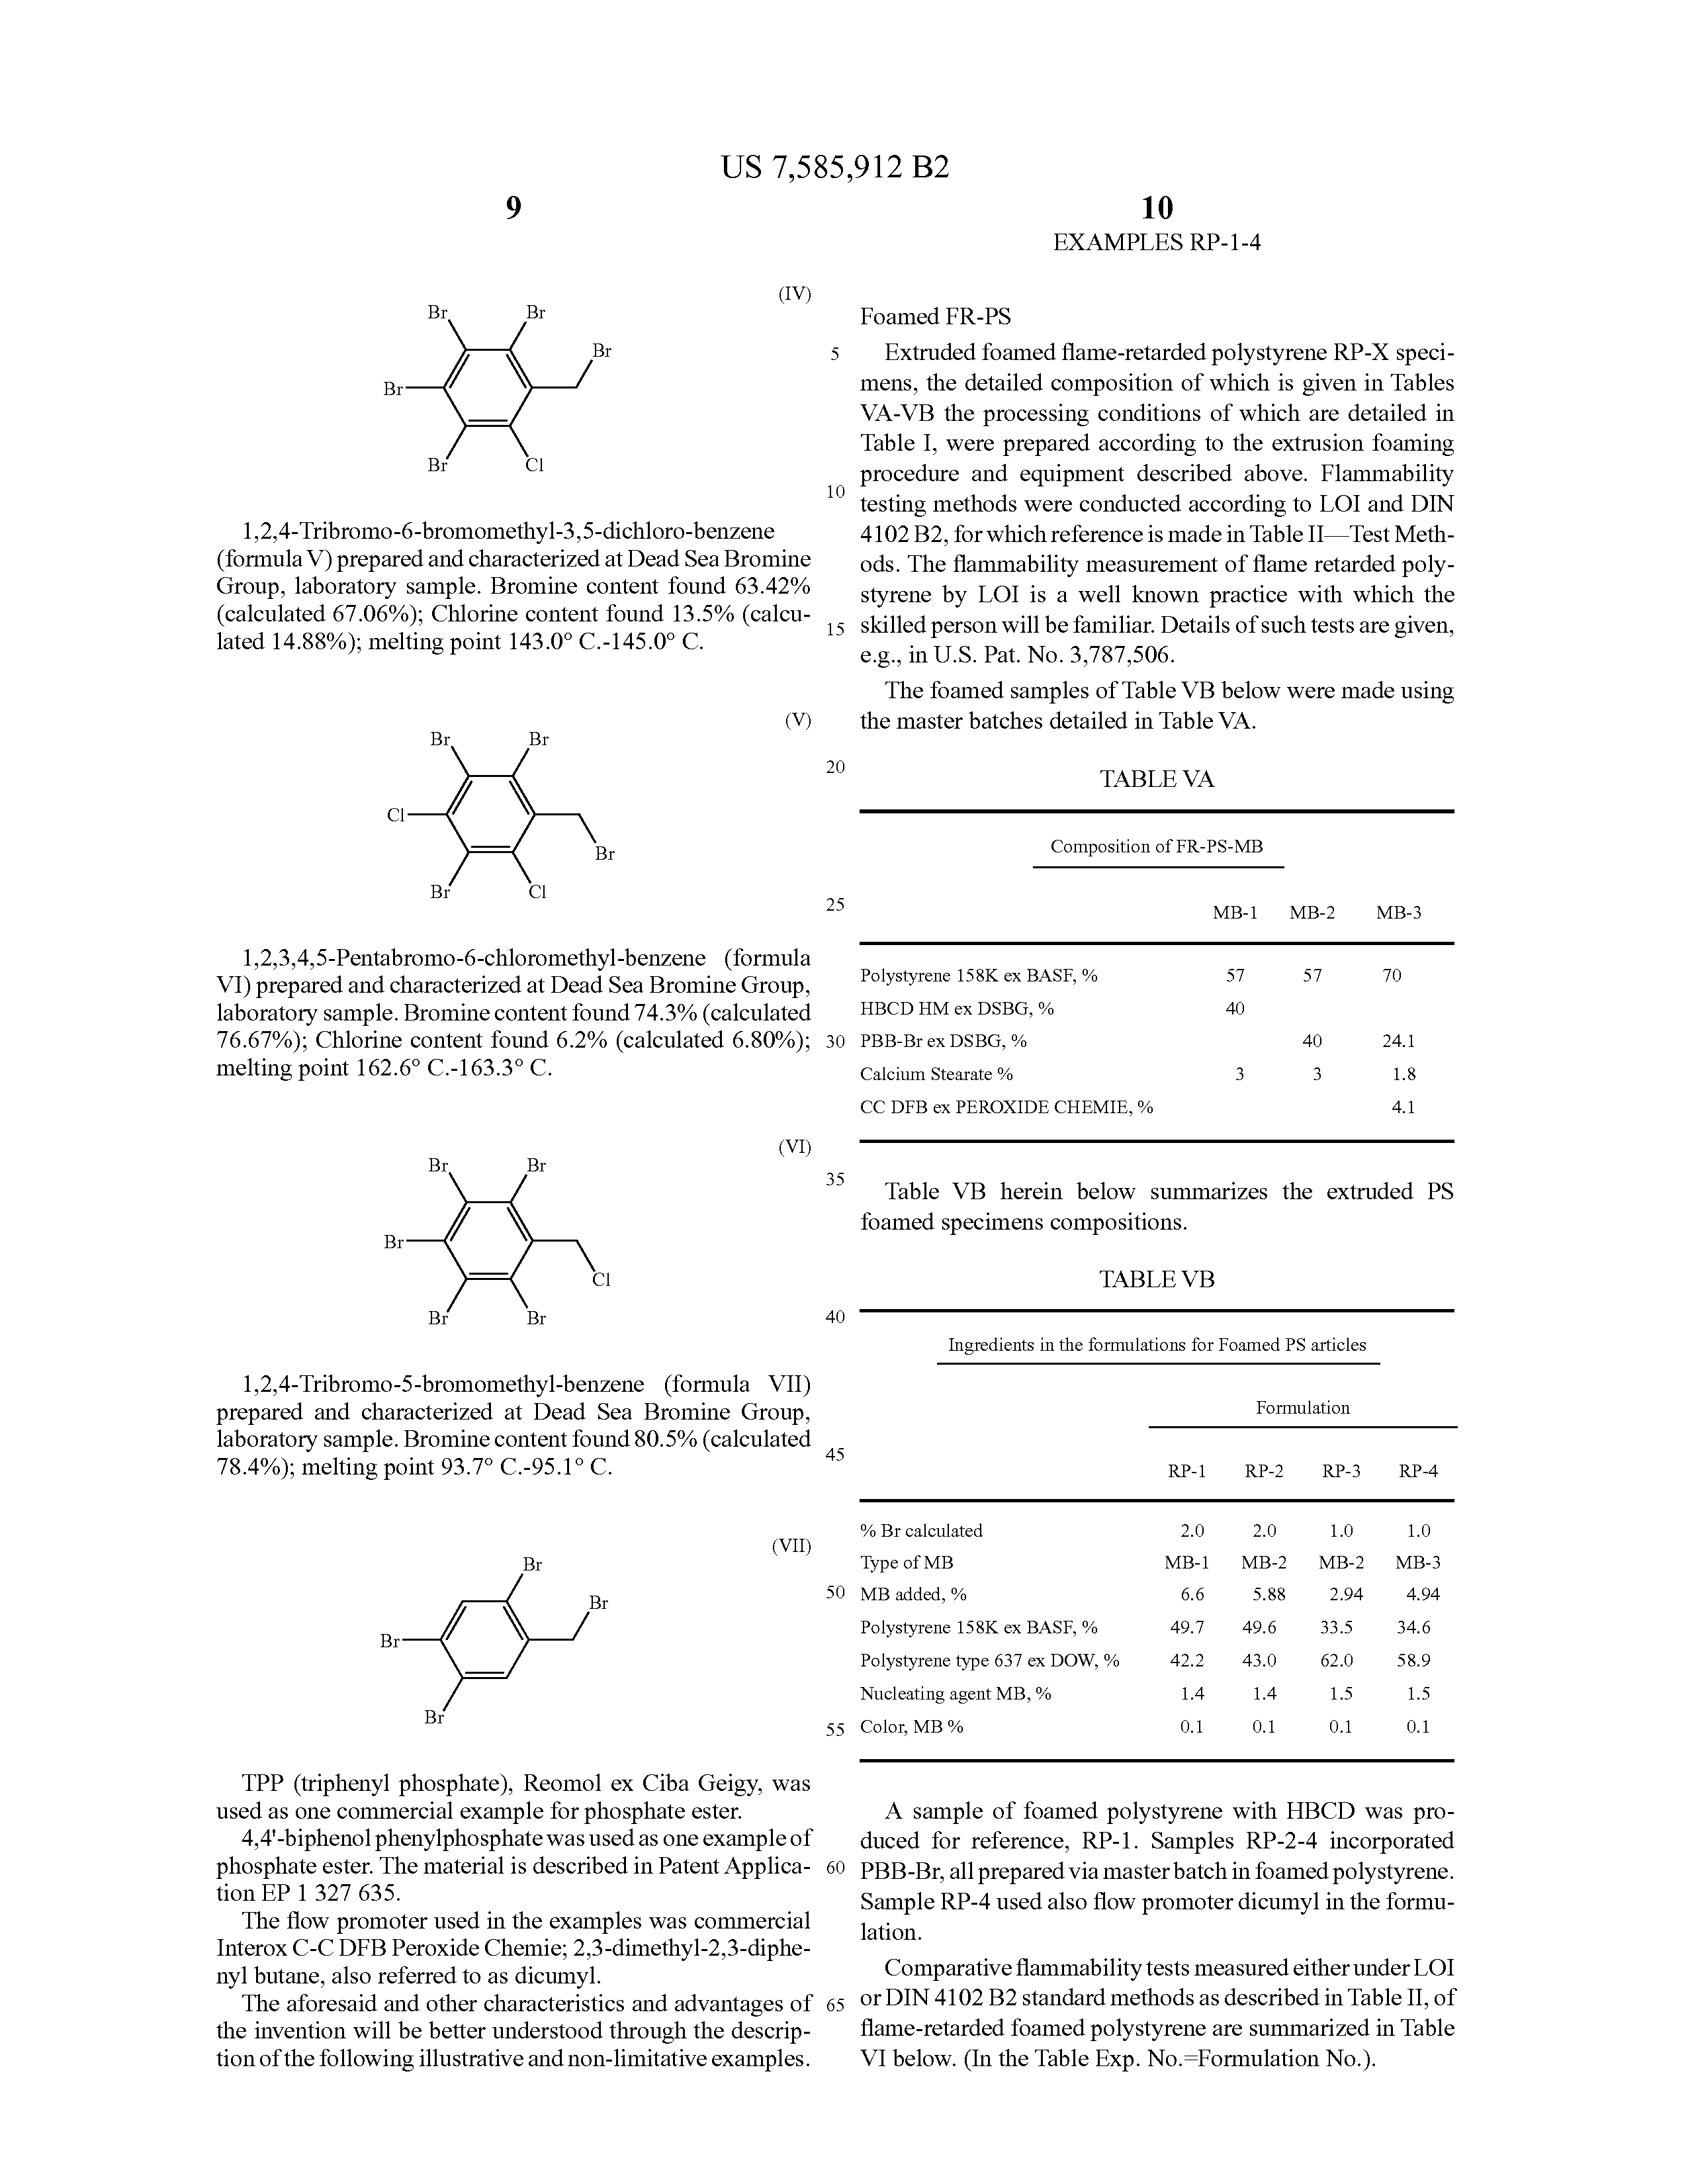 US 7,585,912 B2
9
(IV)
Br
Br
Br
Br
Br
Cl
1,2,4-Tribromo-6-bromomethyl-3,5-dichloro-benzene
(formula V) prepared and characterized at Dead Sea Bromine
Group, laboratory sample. Bromine content found 63.42%
(calculated 67.06%); Chlorine content found 13.5% (calcu-
lated 14.88%); melting point 143.0° C.-145.0° C.
(V)
Br
Br
Cl
Br
Br
Cl
1,2,3,4,5-Pentabromo-6-chloromethyl-benzene (formula
VI) prepared and characterized at Dead Sea Bromine Group,
laboratory sample. Bromine content found 74.3% (calculated
76.67%); Chlorine content found 6.2% (calculated 6.80%);
melting point 162.6° C.-163.3° C.
(VI)
Br
Br
Br
Cl
Br
Br
1,2,4-Tribromo-5-bromomethyl-benzene (formula VII)
prepared and characterized at Dead Sea Bromine Group,
laboratory sample. Bromine content found 80.5% (calculated
78.4%); melting point 93.7° C.-95.1° C.
(VII)
Br
Br
Br
Br
TPP (triphenyl phosphate), Reomol ex Ciba Geigy, was
used as one commercial example for phosphate ester.
4,4'-biphenol phenylphosphate was used as one example of
phosphate ester. The material is described in Patent Applica-
tion EP 1 327 635.
The flow promoter used in the examples was commercial
Interox C-C DFB Peroxide Chemie; 2,3-dimethyl-2,3-diphe-
nyl butane, also referred to as dicumyl.
The aforesaid and other characteristics and advantages of
the invention will be better understood through the descrip-
tion of the following illustrative and non-limitative examples.
5
10
15
20
25
30
35
40
45
50
55
60
65
10
EXAMPLES RP-1-4
Foamed FR-PS
Extruded foamed flame-retarded polystyrene RP-X speci-
mens, the detailed composition of which is given in Tables
VA-VB the processing conditions of which are detailed in
Table I, were prepared according to the extrusion foaming
procedure and equipment described above. Flammability
testing methods were conducted according to LOI and DIN
4102 B2, for which reference is made in Table II—Test Meth-
ods. The flammability measurement of flame retarded poly-
styrene by LOI is a well known practice with which the
skilled person will be familiar. Details of such tests are given,
e.g., in U.S. Pat. No. 3,787,506.
The foamed samples of Table VB below were made using
the master batches detailed in Table VA.
TABLE VA
Composition of FR-PS-MB
MB-1 MB-2 MB-3
Polystyrene 158K ex BASF, % 57 57 70
HBCD HM ex DSBG, % 40
PBB-Br ex DSBG, % 40 24.1
Calcium Stearate % 3 3 1.8
CC DFB ex PEROXIDE CHEMIE, % 4.1
Table VB herein below summarizes the extruded PS
foamed specimens compositions.
TABLE VB
Ingredients in the formulations for Foamed PS articles
Formulation
RP-1 RP-2 RP-3 RP-4
% Br calculated 2.0 2.0 1.0 1.0
Type of MB MB-1 MB-2 MB-2 MB-3
MB added, % 6.6 5.88 2.94 4.94
Polystyrene 158K ex BASF, % 49.7 49.6 33.5 34.6
Polystyrene type 637 ex DOW, % 42.2 43.0 62.0 58.9
Nucleating agent MB, % 1.4 1.4 1.5 1.5
Color, MB % 0.1 0.1 0.1 0.1
A sample of foamed polystyrene with HBCD was pro-
duced for reference, RP-1. Samples RP-2-4 incorporated
PBB-Br, all prepared via master batch in foamed polystyrene.
Sample RP-4 used also flow promoter dicumyl in the formu-
lation.
Comparative flammability tests measured either under LOI
or DIN 4102 B2 standard methods as described in Table II, of
flame-retarded foamed polystyrene are summarized in Table
VI below. (In the Table Exp. No.=Formulation No.).